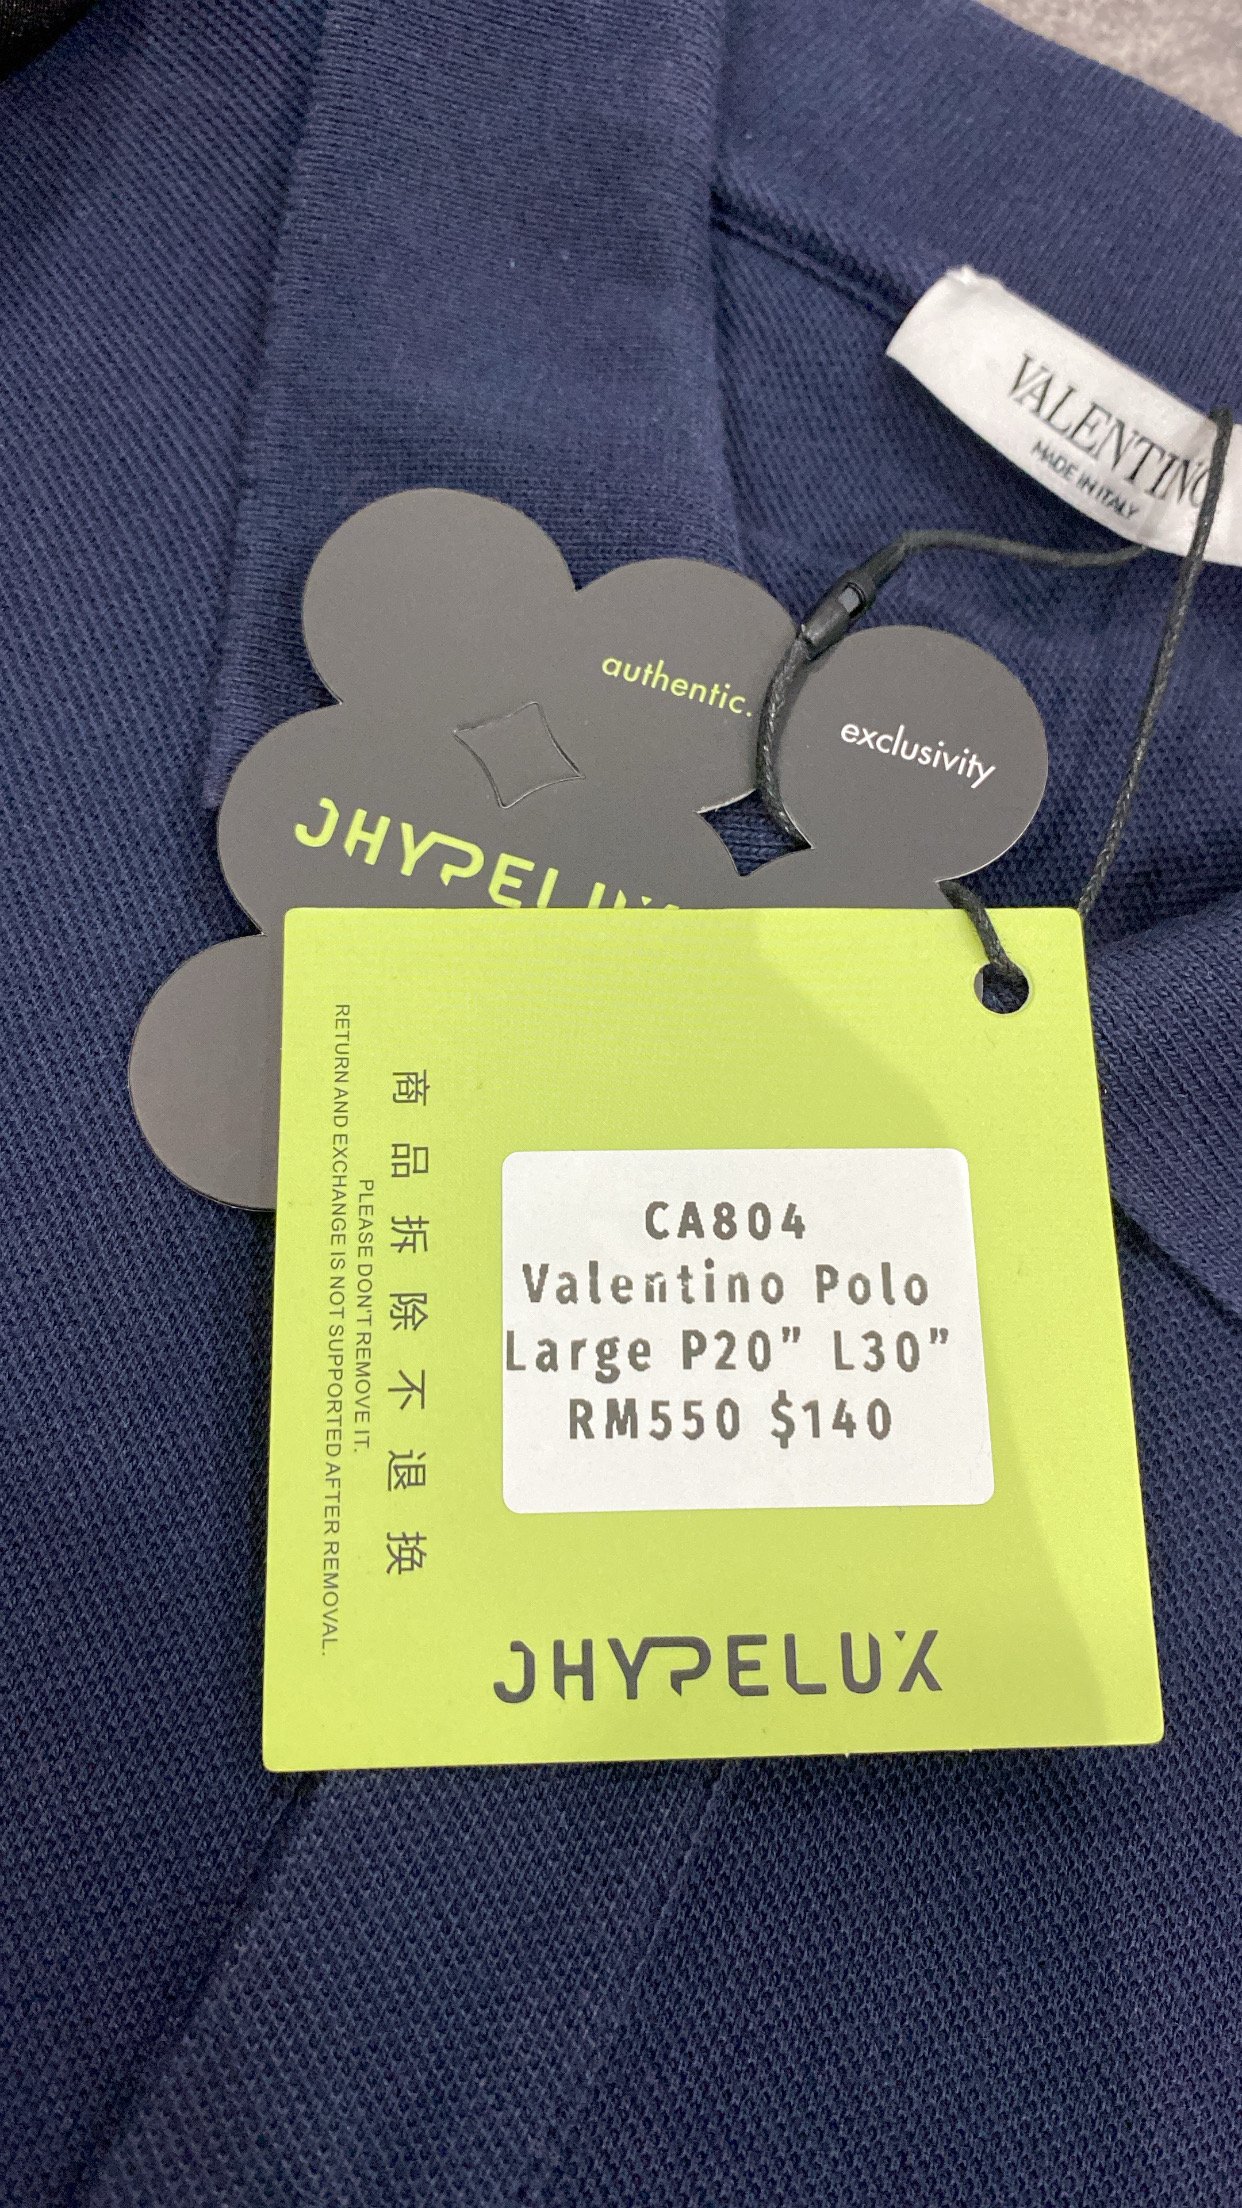 VALENTINO
MADE IN ITALY
authentic.
exclusivity
JHYPELUX
商品拆除不退换
PLEASE DON'T REMOVE IT.
RETURN AND EXCHANGE IS NOT SUPPORTED AFTER REMOVAL.
CA804
Valentino Polo
Large P20" L30"
RM550 $140
JHYPELUX